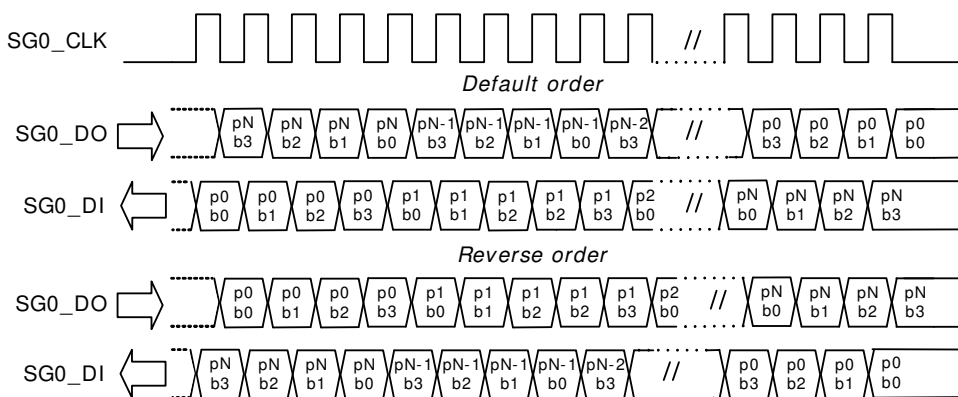 SG0_CLK
//
Default order
SG0_DO
pN pN pN pN pN-1 pN-1 pN-1 pN-1 pN-2 // p0 p0 p0 p0
b3 b2 b1 b0 b3 b2 b1 b0 b3 b3 b2 b1 b0
SG0_DI
p0 p0 p0 p0 p1 p1 p1 p1 p1 p2 // pN pN pN pN
b0 b1 b2 b3 b0 b1 b2 b2 b3 b0 b0 b1 b2 b3
Reverse order
SG0_DO
p0 p0 p0 p0 p1 p1 p1 p1 p1 p2 // pN pN pN pN
b0 b1 b2 b3 b0 b1 b2 b2 b3 b0 b0 b1 b2 b3
SG0_DI
pN pN pN pN pN-1 pN-1 pN-1 pN-1 pN-2 // p0 p0 p0 p0
b3 b2 b1 b0 b3 b2 b1 b0 b3 b3 b2 b1 b0